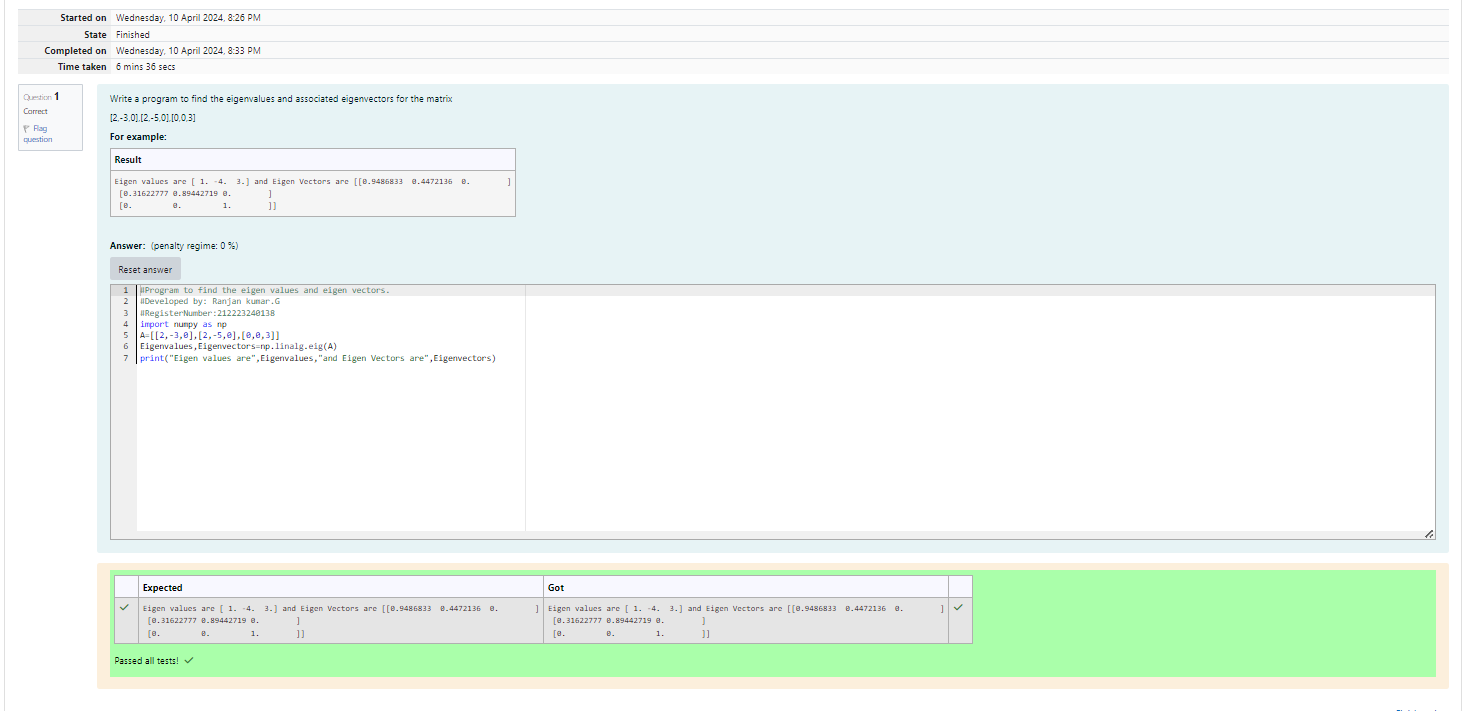 Started on Wednesday, 10 April 2024, 8:26 PM
State Finished
Completed on Wednesday, 10 April 2024, 8:33 PM
Time taken 6 mins 36 secs
Question 1
Correct
Flag question
Write a program to find the eigenvalues and associated eigenvectors for the matrix
[2,-3,0],[2,-5,0],[0,0,3]
For example:
Result
Eigen values are [ 1. -4.  3.] and Eigen Vectors are [[0.9486833  0.4472136  0.        ]
 [0.31622777 0.89442719 0.        ]
 [0.         0.         1.        ]]
Answer: (penalty regime: 0 %)
Reset answer
1 #Program to find the eigen values and eigen vectors.
2 #Developed by: Ranjan kumar.G
3 #RegisterNumber:212223240138
4 import numpy as np
5 A=[[2,-3,0],[2,-5,0],[0,0,3]]
6 Eigenvalues,Eigenvectors=np.linalg.eig(A)
7 print("Eigen values are",Eigenvalues,"and Eigen Vectors are",Eigenvectors)
Expected Got
Eigen values are [ 1. -4.  3.] and Eigen Vectors are [[0.9486833  0.4472136  0.        ] Eigen values are [ 1. -4.  3.] and Eigen Vectors are [[0.9486833  0.4472136  0.        ]
 [0.31622777 0.89442719 0.        ] [0.31622777 0.89442719 0.        ]
 [0.         0.         1.        ]] [0.         0.         1.        ]]
Passed all tests!